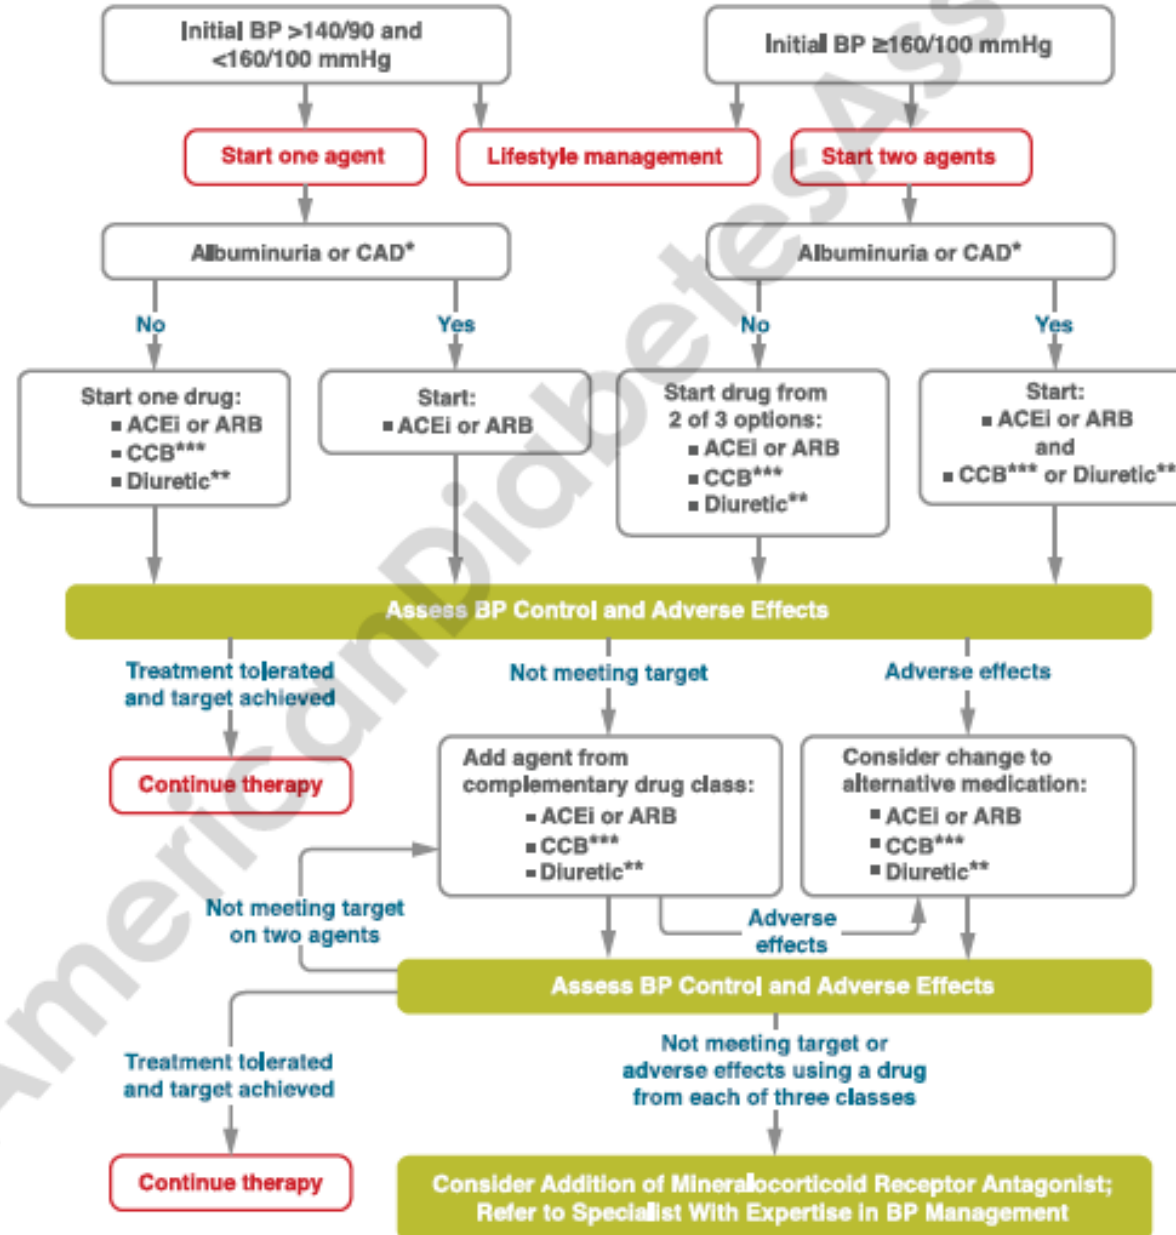 Initial BP >140/90 and
<160/100 mmHg
Initial BP ≥160/100 mmHg
Start one agent
Lifestyle management
Start two agents
Albuminuria or CAD*
Albuminuria or CAD*
No
Yes
No
Yes
Start one drug:
▪ ACEi or ARB
▪ CCB***
▪ Diuretic**
Start:
▪ ACEi or ARB
Start drug from
2 of 3 options:
▪ ACEi or ARB
▪ CCB***
▪ Diuretic**
Start:
▪ ACEi or ARB
and
▪ CCB*** or Diuretic**
Assess BP Control and Adverse Effects
Treatment tolerated
and target achieved
Not meeting target
Adverse effects
Continue therapy
Add agent from
complementary drug class:
▪ ACEi or ARB
▪ CCB***
▪ Diuretic**
Consider change to
alternative medication:
▪ ACEi or ARB
▪ CCB***
▪ Diuretic**
Not meeting target
on two agents
Adverse
effects
Assess BP Control and Adverse Effects
Treatment tolerated
and target achieved
Not meeting target or
adverse effects using a drug
from each of three classes
Continue therapy
Consider Addition of Mineralocorticoid Receptor Antagonist;
Refer to Specialist With Expertise in BP Management
AmericanDiabetesAss